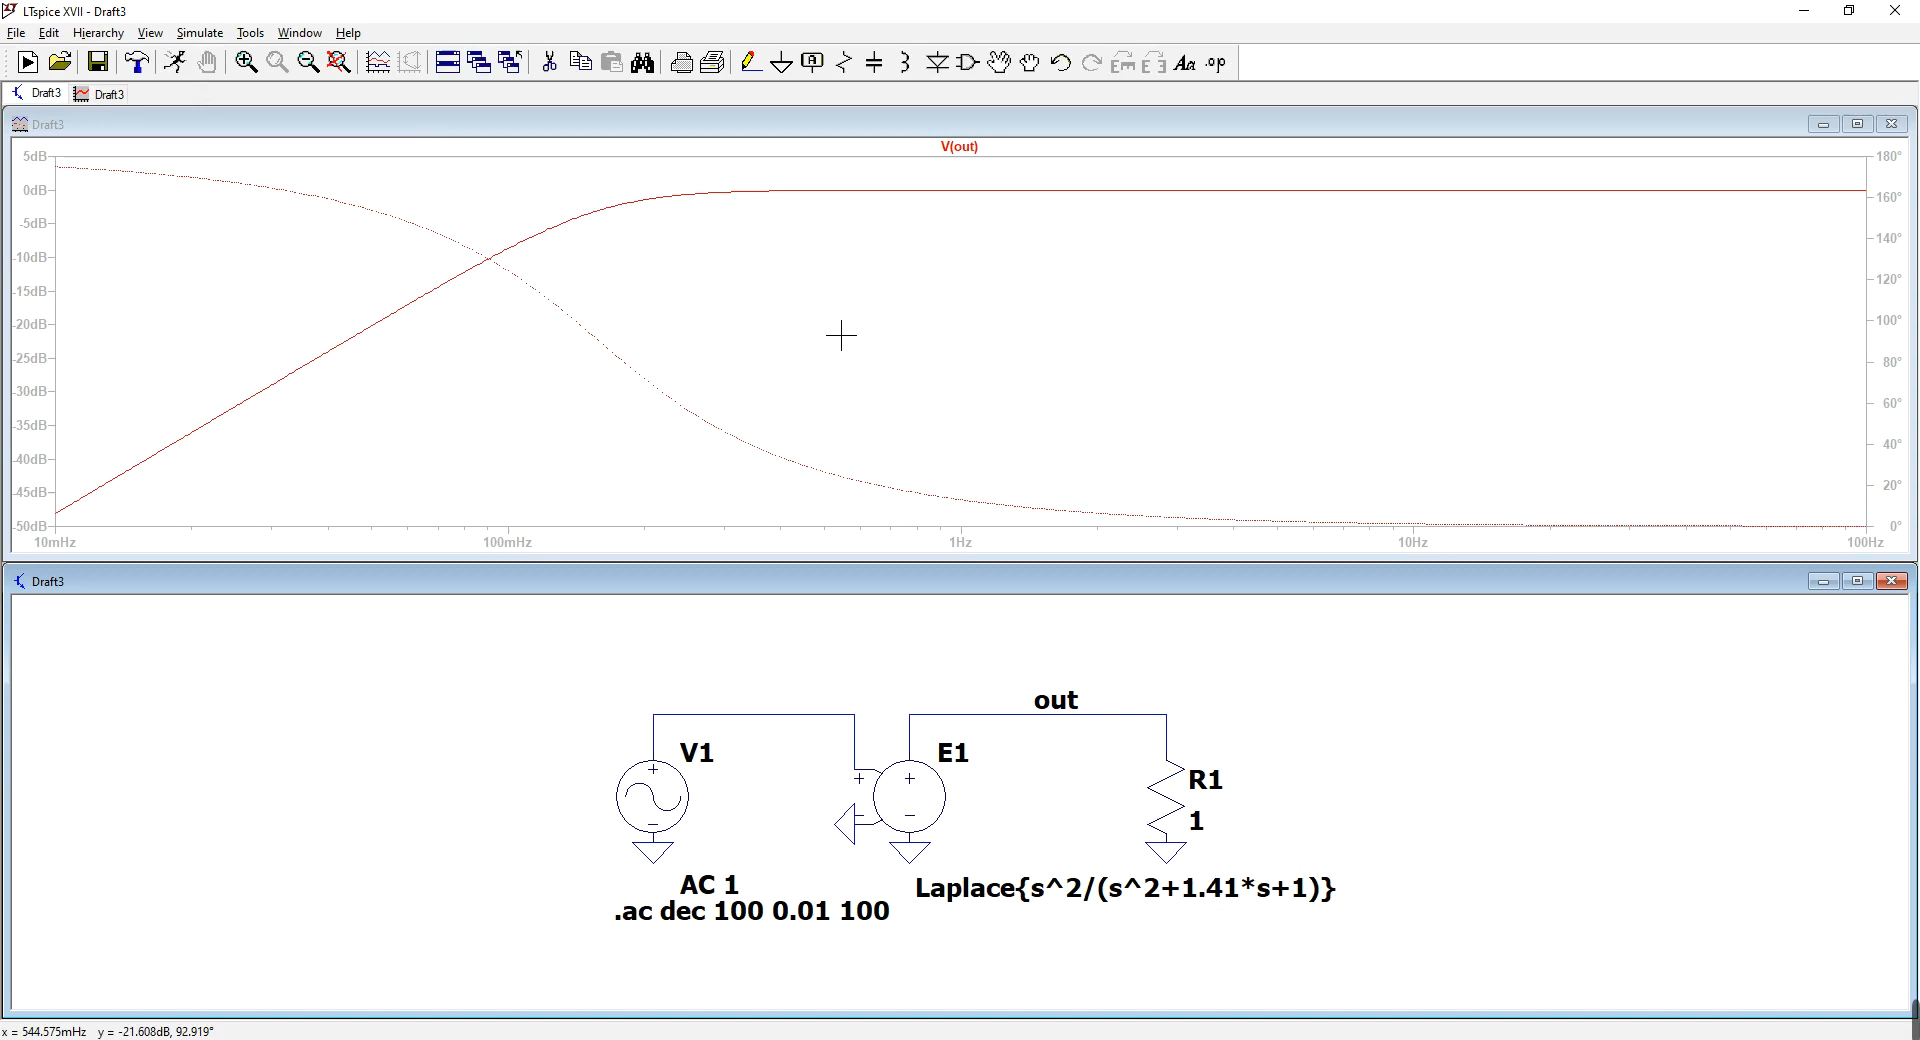 LTspice XVII - Draft3
File Edit Hierarchy View Simulate Tools Window Help
A Aa .op
Draft3 Draft3
Draft3
V(out)
5dB 180°
0dB 160°
-5dB 140°
-10dB 120°
-15dB
-20dB 100°
-25dB 80°
-30dB 60°
-35dB
-40dB 40°
-45dB 20°
-50dB 0°
10mHz 100mHz 1Hz 10Hz 100Hz
Draft3
out
V1 E1
R1
1
AC 1 Laplace{s^2/(s^2+1.41*s+1)}
.ac dec 100 0.01 100
x = 544.575mHz y = -21.608dB, 92.919°